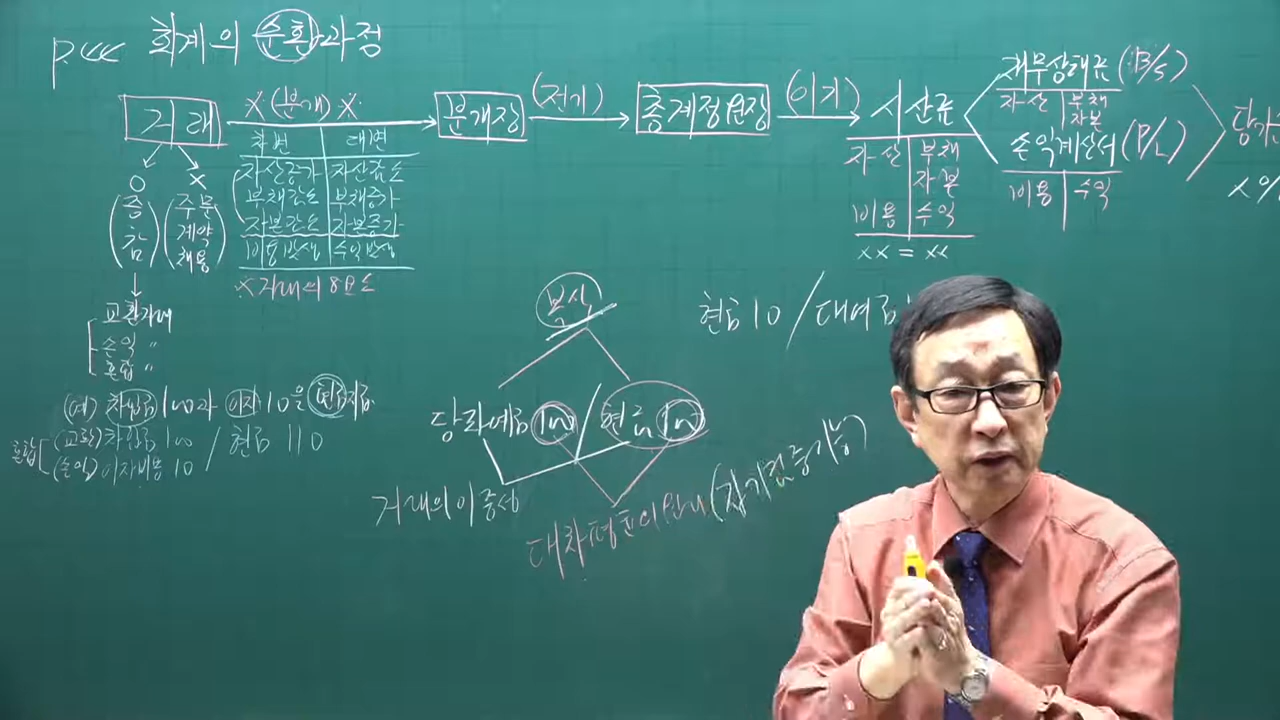 회계의 순환과정
거래
※(분개)※
분개장
(전기)
총계정원장
(이기)
시산표
재무상태표(B/S)
자산 부채
자본
손익계산서(P/L)
비용 수익
차변 대변
자산증가 자산감소
부채감소 부채증가
자본감소 자본증가
비용발생 수익발생
※거래의 8요소
O
(증
감)
X
(주문
계약
채용)
교환거래
손익 〃
혼합 〃
(예) 차입금 100과 이자 10을 현금지급
혼합 (교환) 차입금 100 / 현금 110
(손익) 이자비용 10
자산 부채
자본
비용 수익
xx = xx
분식
당좌예금 100 / 현금 100
거래의 이중성
대차평균의 원리 (자기검증기능)
현금 10 / 대여금